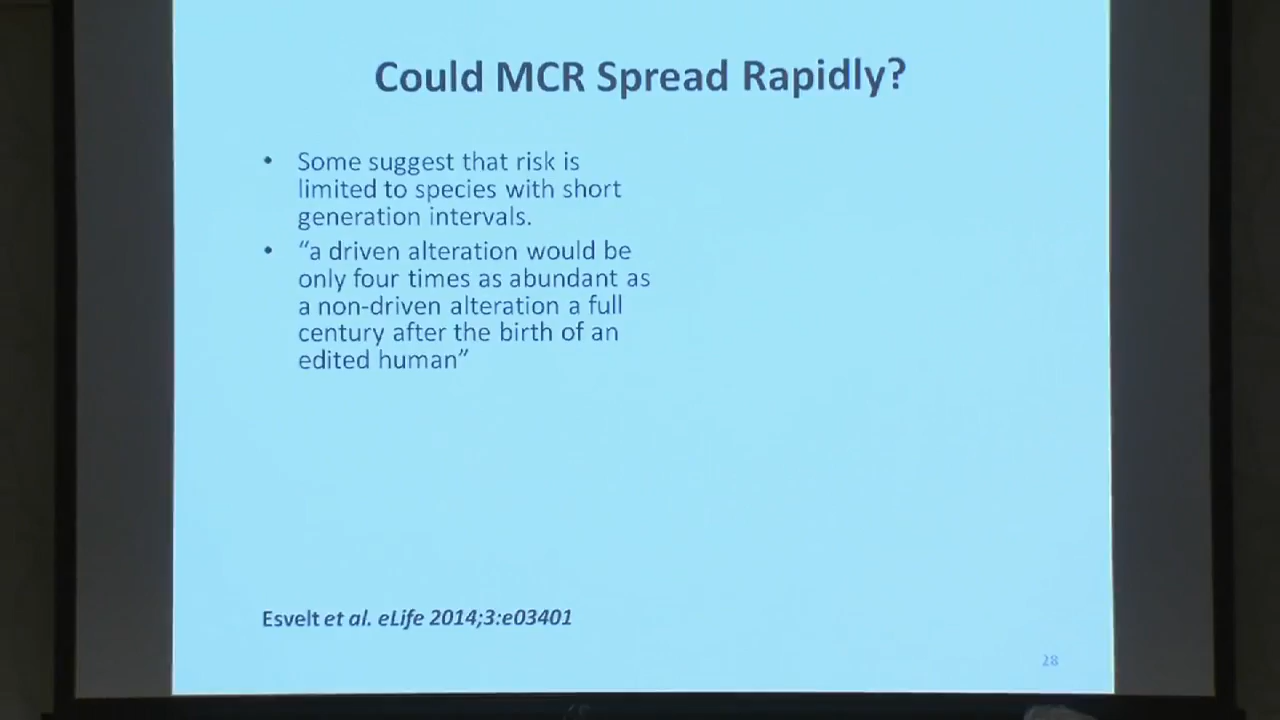 Could MCR Spread Rapidly?
• Some suggest that risk is
limited to species with short
generation intervals.
• “a driven alteration would be
only four times as abundant as
a non-driven alteration a full
century after the birth of an
edited human”
Esvelt et al. eLife 2014;3:e03401
28